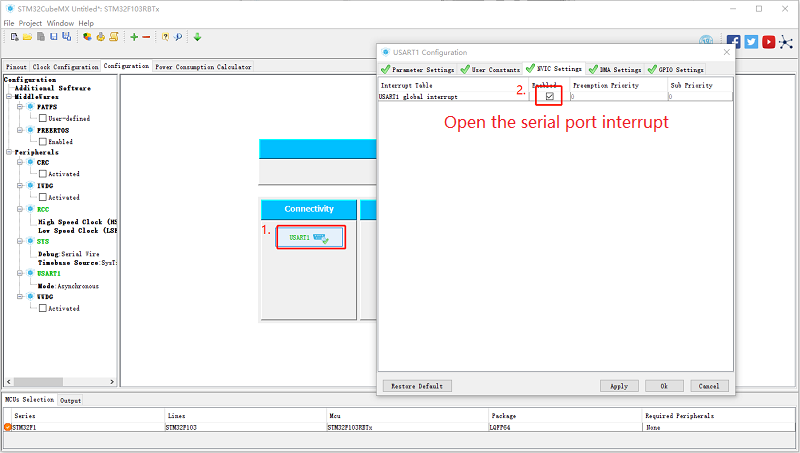 STM32CubeMX Untitled*: STM32F103RBTx
File Project Window Help
Pinout Clock Configuration Configuration Power Consumption Calculator
Configuration
Additional Software
MiddleWares
FATFS
User-defined
FREERTOS
Enabled
Peripherals
CRC
Activated
IWDG
Activated
RCC
High Speed Clock (HS
Low Speed Clock (LSE
SYS
Debug:Serial Wire
Timebase Source:SysT
USART1
Mode:Asynchronous
WWDG
Activated
Connectivity
1.
USART1
USART1 Configuration
Parameter Settings User Constants NVIC Settings DMA Settings GPIO Settings
Interrupt Table Enabled Preemption Priority Sub Priority
2.
USART1 global interrupt 0 0
Open the serial port interrupt
Restore Default Apply Ok Cancel
MCUs Selection Output
Series Lines Mcu Package Required Peripherals
STM32F1 STM32F103 STM32F103RBTx LQFP64 None